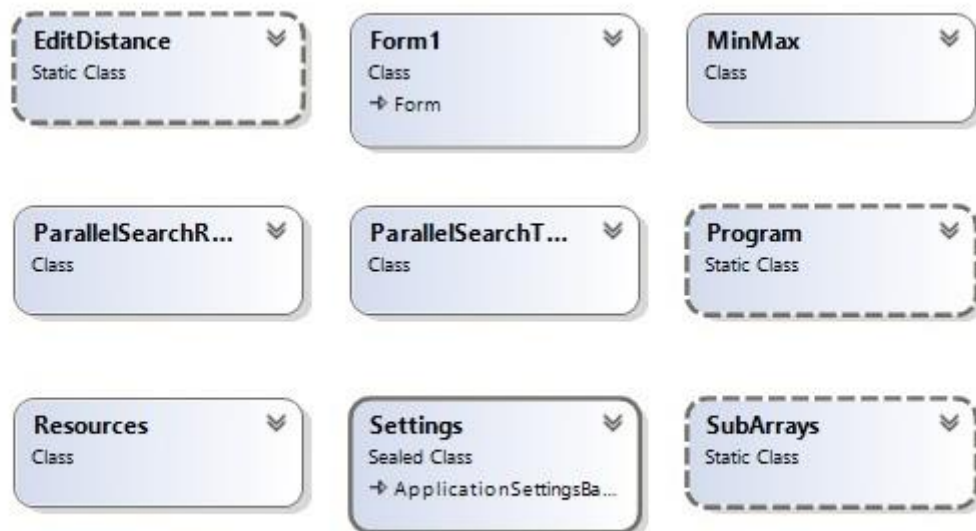 EditDistance
Static Class
Form1
Class
Form
MinMax
Class
ParallelSearchR...
Class
ParallelSearchT...
Class
Program
Static Class
Resources
Class
Settings
Sealed Class
ApplicationSettingsBa...
SubArrays
Static Class